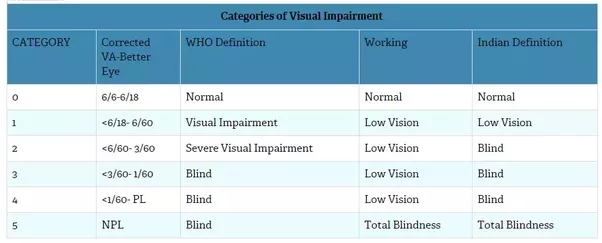 Categories of Visual Impairment
CATEGORY Corrected VA-Better Eye WHO Definition Working Indian Definition
0 6/6-6/18 Normal Normal Normal
1 <6/18- 6/60 Visual Impairment Low Vision Low Vision
2 <6/60- 3/60 Severe Visual Impairment Low Vision Blind
3 <3/60- 1/60 Blind Low Vision Blind
4 <1/60- PL Blind Low Vision Blind
5 NPL Blind Total Blindness Total Blindness